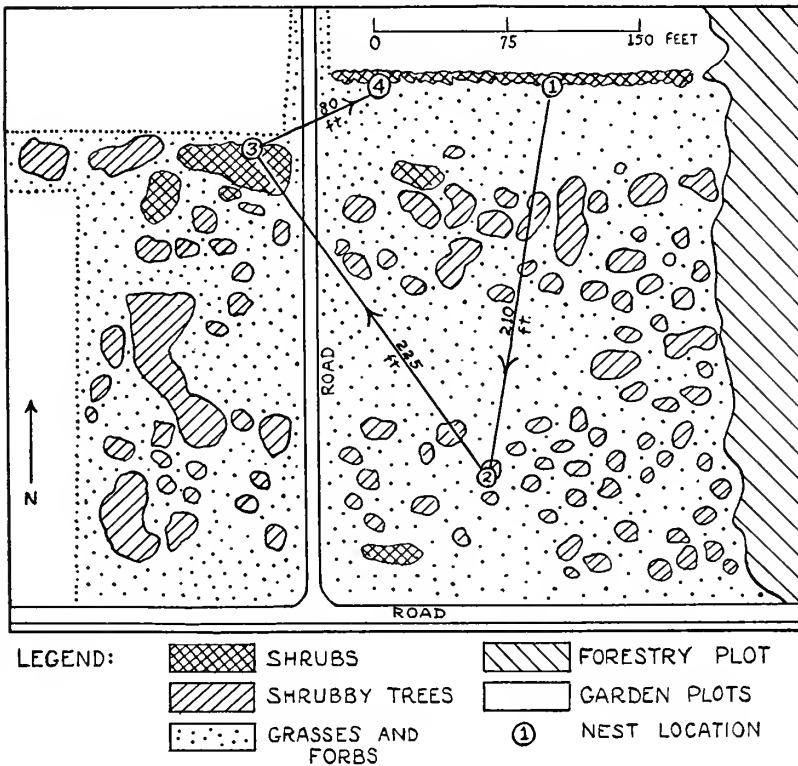 0 75 150 FEET
4
1
80
ft
3
210
ft.
225
ft
ROAD
2
N
ROAD
LEGEND:
SHRUBS
FORESTRY PLOT
SHRUBBY TREES
GARDEN PLOTS
GRASSES AND
FORBS
1 NEST LOCATION